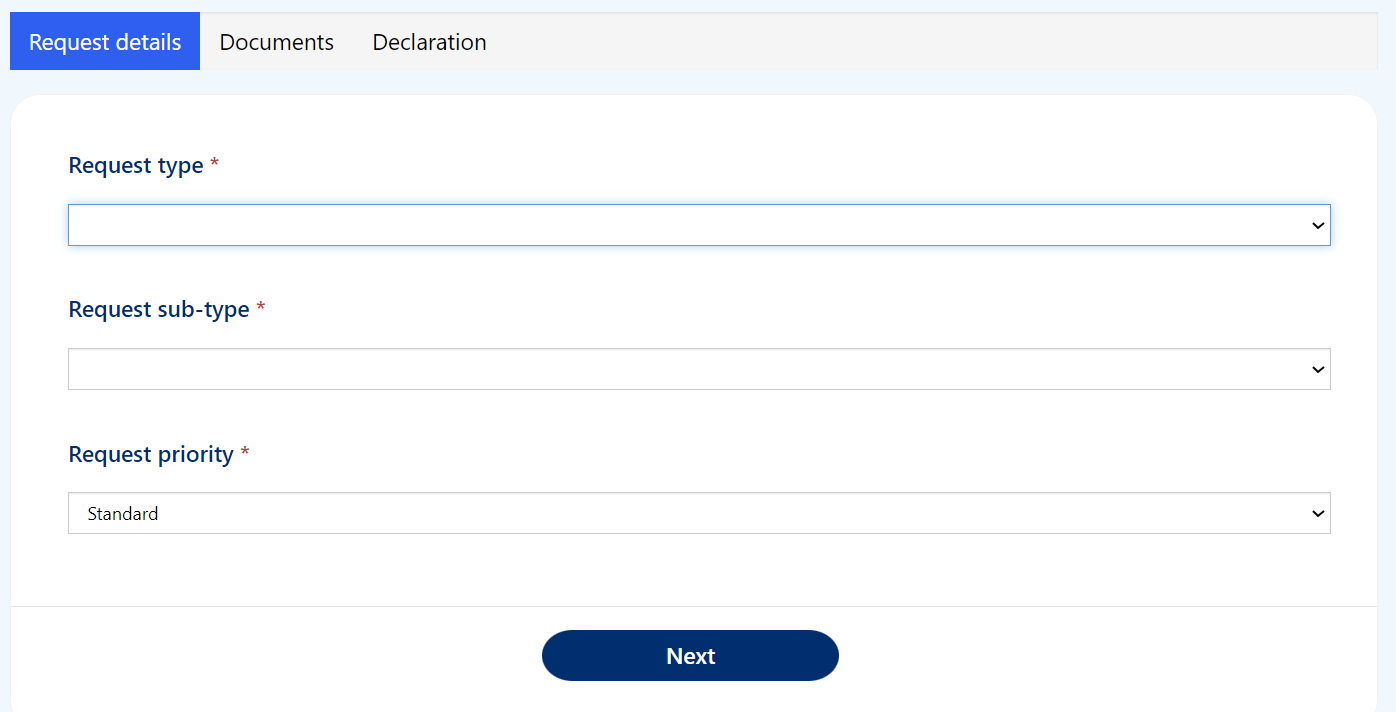 Request details Documents Declaration
Request type *
Request sub-type *
Request priority *
Standard
Next